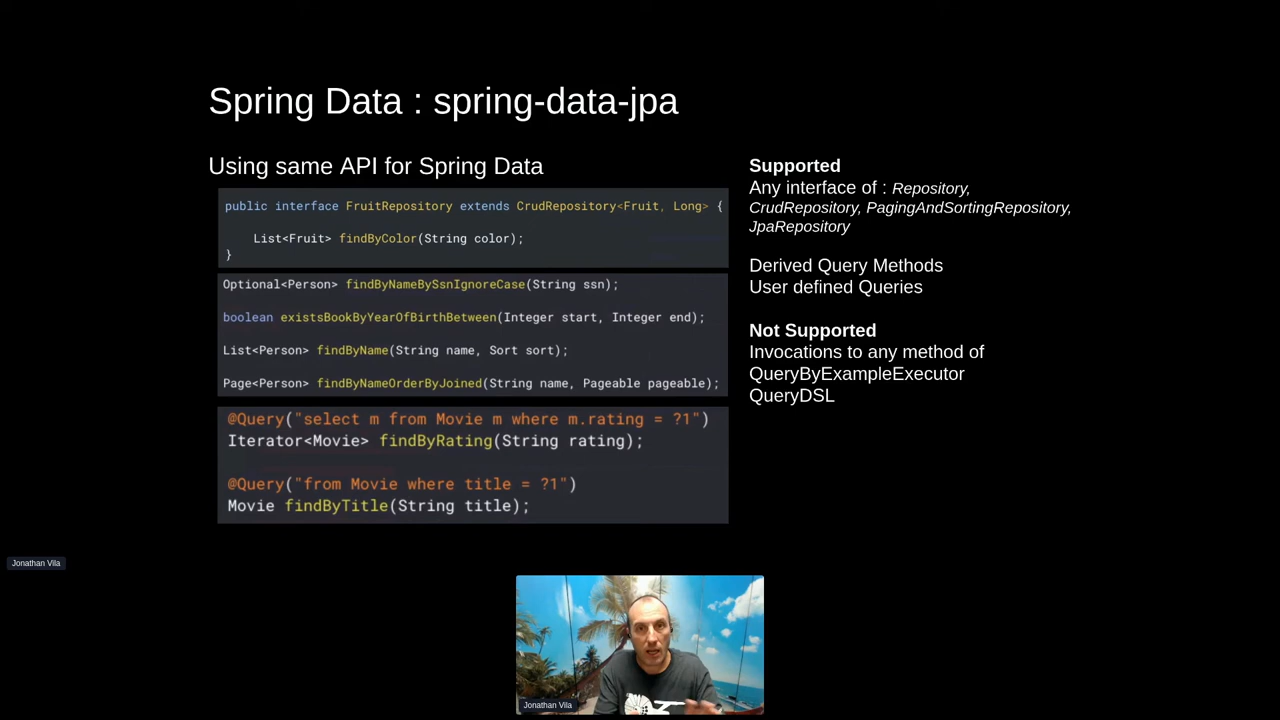 Spring Data : spring-data-jpa
Using same API for Spring Data
public interface FruitRepository extends CrudRepository<Fruit, Long> {
List<Fruit> findByColor(String color);
}
Optional<Person> findByNameBySsnIgnoreCase(String ssn);
boolean existsBookByYearOfBirthBetween(Integer start, Integer end);
List<Person> findByName(String name, Sort sort);
Page<Person> findByNameOrderByJoined(String name, Pageable pageable);
@Query("select m from Movie m where m.rating = ?1")
Iterator<Movie> findByRating(String rating);
@Query("from Movie where title = ?1")
Movie findByTitle(String title);
Supported
Any interface of : Repository,
CrudRepository, PagingAndSortingRepository,
JpaRepository
Derived Query Methods
User defined Queries
Not Supported
Invocations to any method of
QueryByExampleExecutor
QueryDSL
Jonathan Vila
Jonathan Vila